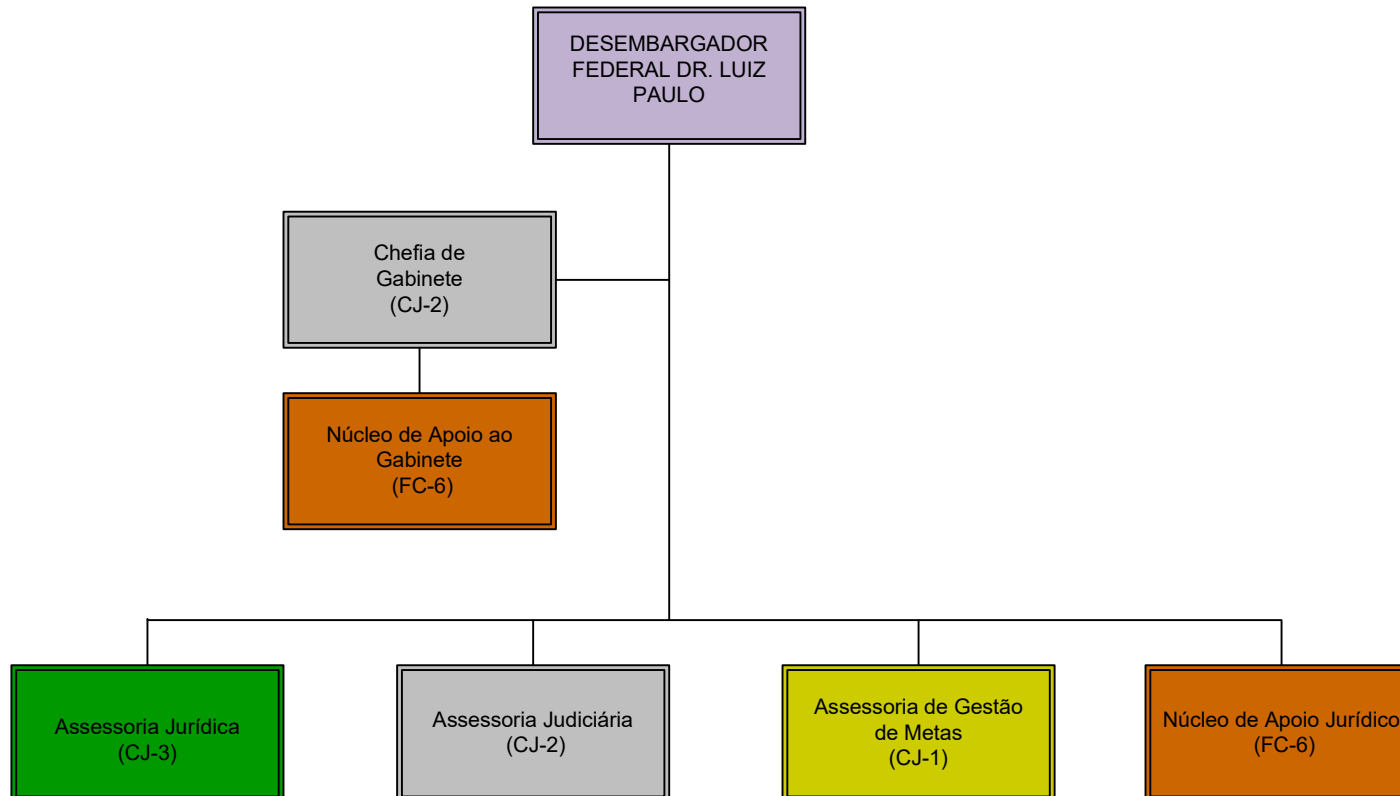 DESEMBARGADOR
FEDERAL DR. LUIZ
PAULO
Chefia de
Gabinete
(CJ-2)
Núcleo de Apoio ao
Gabinete
(FC-6)
Assessoria Jurídica
(CJ-3)
Assessoria Judiciária
(CJ-2)
Assessoria de Gestão
de Metas
(CJ-1)
Núcleo de Apoio Jurídico
(FC-6)